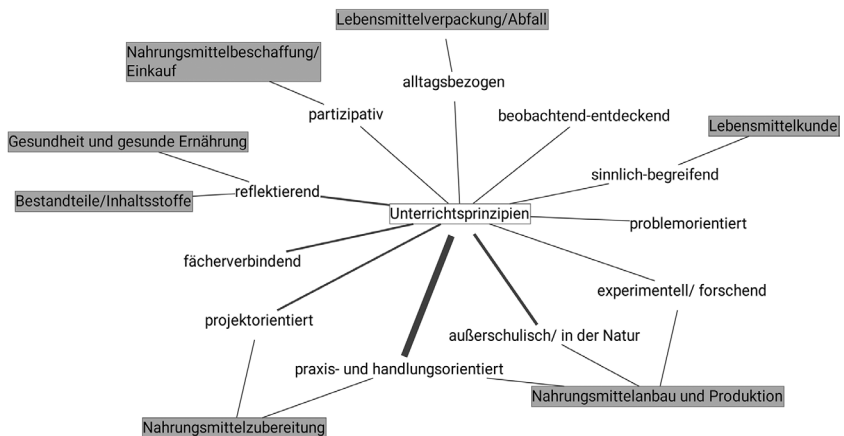 Lebensmittelverpackung/Abfall
Nahrungsmittelbeschaffung/
Einkauf
alltagsbezogen
partizipativ
beobachtend-entdeckend
Lebensmittelkunde
Gesundheit und gesunde Ernährung
sinnlich-begreifend
reflektierend
Bestandteile/Inhaltsstoffe
Unterrichtsprinzipien
problemorientiert
fächerverbindend
experimentell/ forschend
projektorientiert
außerschulisch/ in der Natur
praxis- und handlungsorientiert
Nahrungsmittelanbau und Produktion
Nahrungsmittelzubereitung